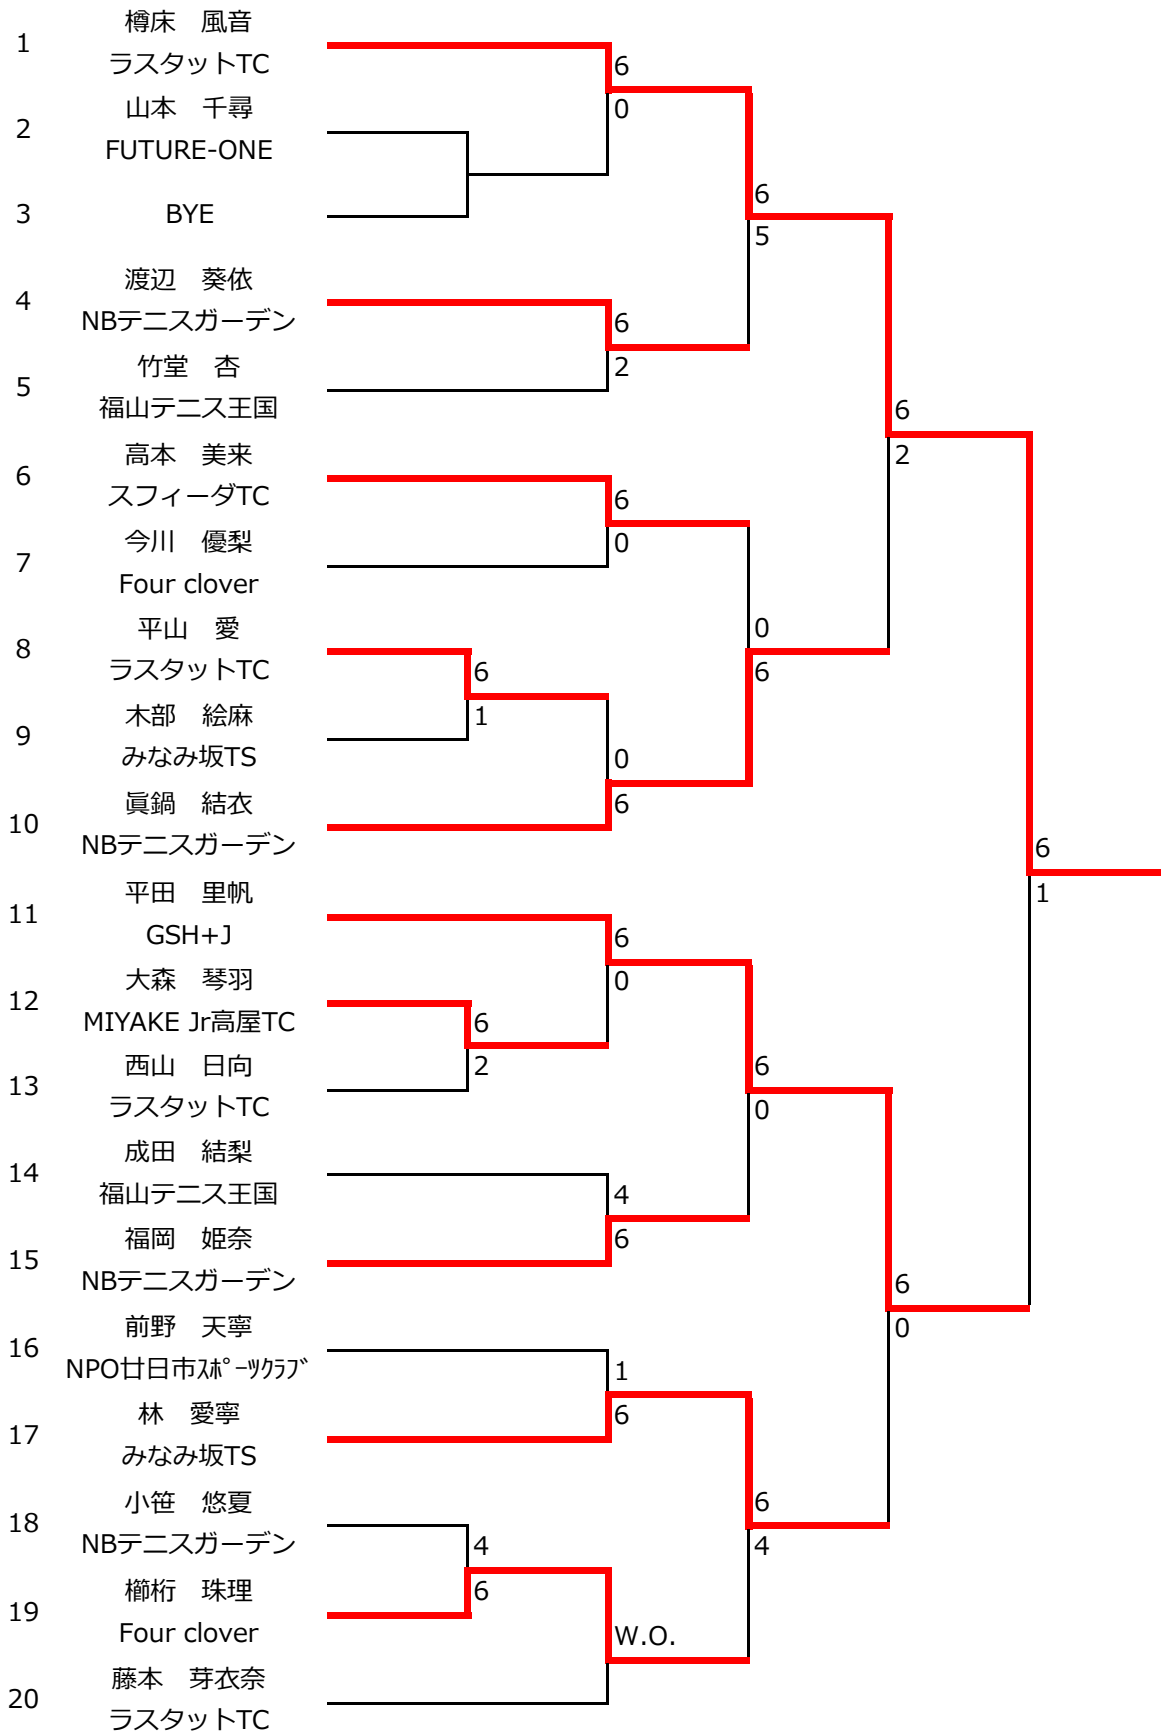 樽床　風音
1
ラスタットTC
6
0
山本　千尋
2
FUTURE-ONE
3
BYE
6
5
渡辺　葵依
4
NBテニスガーデン
6
2
竹堂　杏
5
福山テニス王国
6
2
高本　美来
6
スフィーダTC
6
0
今川　優梨
7
Four clover
平山　愛
8
ラスタットTC
6
1
0
6
木部　絵麻
9
みなみ坂TS
0
6
眞鍋　結衣
10
NBテニスガーデン
6
1
平田　里帆
11
GSH+J
6
0
大森　琴羽
12
MIYAKE Jr高屋TC
6
2
西山　日向
13
ラスタットTC
6
0
成田　結梨
14
福山テニス王国
4
6
福岡　姫奈
15
NBテニスガーデン
6
0
前野　天寧
16
NPO廿日市ｽﾎﾟｰﾂｸﾗﾌﾞ
1
6
林　愛寧
17
みなみ坂TS
小笹　悠夏
18
NBテニスガーデン
4
6
6
4
櫛桁　珠理
19
Four clover
W.O.
藤本　芽衣奈
20
ラスタットTC